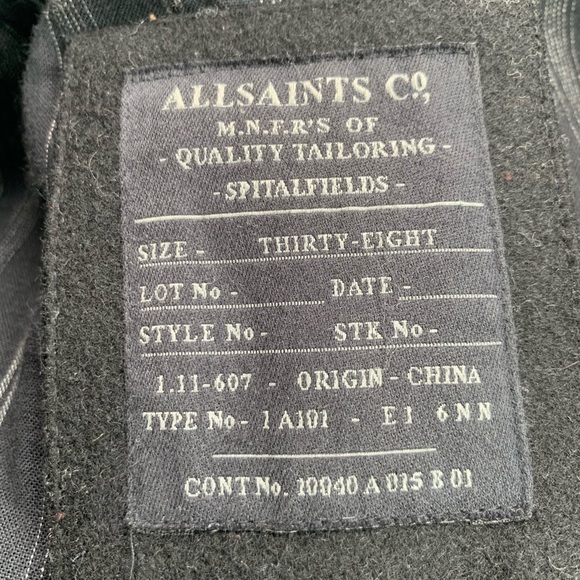 ALLSAINTS Cº,
M.N.F.R'S OF
- QUALITY TAILORING -
- SPITALFIELDS -
SIZE - THIRTY-EIGHT
LOT No - DATE -
STYLE No - STK No -
1.11-607 - ORIGIN - CHINA
TYPE No - 1A101 - E1 6NN
CONT No. 10040 A 015 B 01